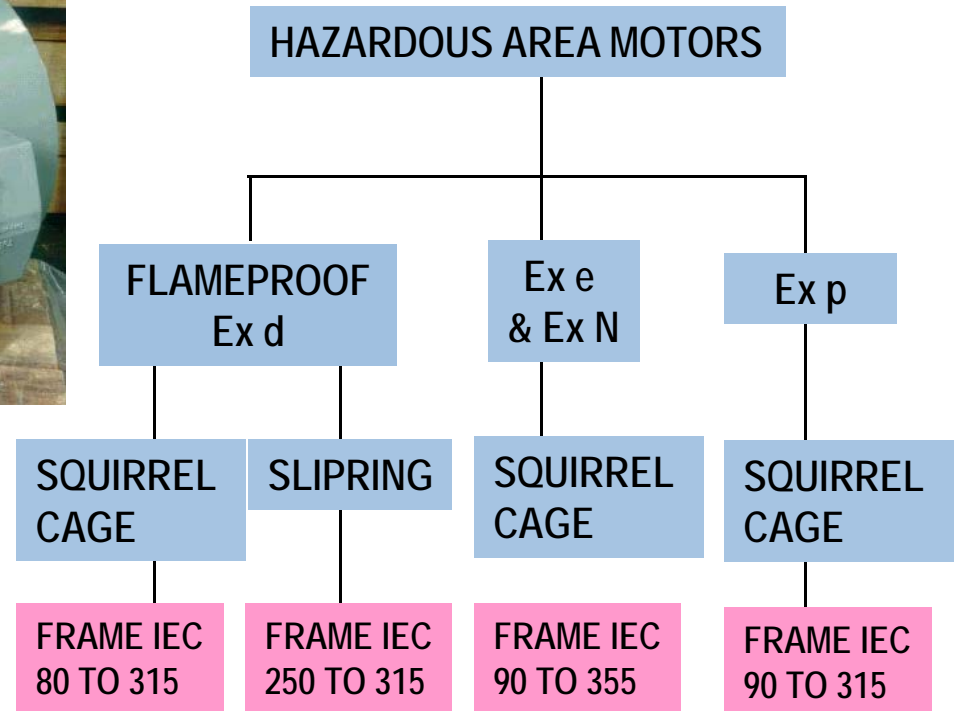 HAZARDOUS AREA MOTORS
FLAMEPROOF
Ex d
Ex e
& Ex N
Ex p
SQUIRREL
CAGE
SLIPRING
SQUIRREL
CAGE
SQUIRREL
CAGE
FRAME IEC
80 TO 315
FRAME IEC
250 TO 315
FRAME IEC
90 TO 355
FRAME IEC
90 TO 315